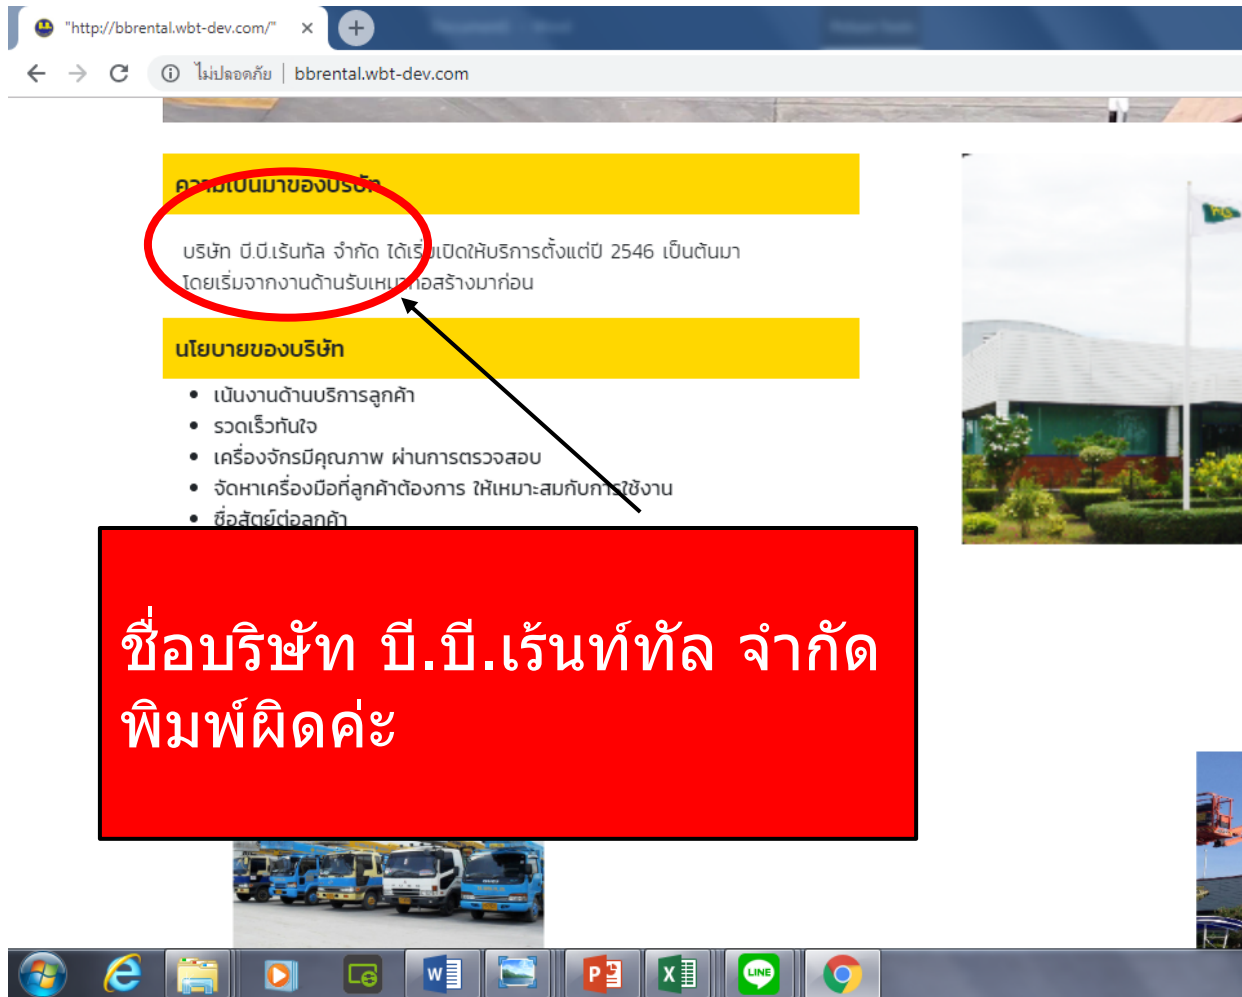 "http://bbrental.wbt-dev.com/"
ไม่ปลอดภัย | bbrental.wbt-dev.com
ความเป็นมาของบริษัท
บริษัท บี.บี.เร้นทัล จำกัด ได้เริ่มเปิดให้บริการตั้งแต่ปี 2546 เป็นต้นมา
โดยเริ่มจากงานด้านรับเหมาก่อสร้างมาก่อน
นโยบายของบริษัท
เน้นงานด้านบริการลูกค้า
รวดเร็วทันใจ
เครื่องจักรมีคุณภาพ ผ่านการตรวจสอบ
จัดหาเครื่องมือที่ลูกค้าต้องการ ให้เหมาะสมกับการใช้งาน
ซื่อสัตย์ต่อลูกค้า
ชื่อบริษัท บี.บี.เร้นท์ทัล จำกัด
พิมพ์ผิดค่ะ
LINE